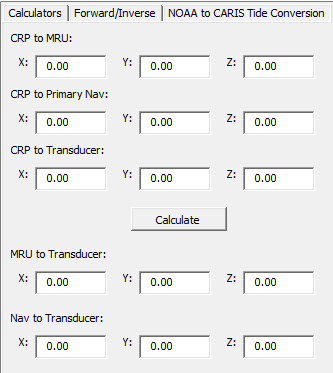 Calculators Forward/Inverse NOAA to CARIS Tide Conversion
CRP to MRU:
X: 0.00 Y: 0.00 Z: 0.00
CRP to Primary Nav:
X: 0.00 Y: 0.00 Z: 0.00
CRP to Transducer:
X: 0.00 Y: 0.00 Z: 0.00
Calculate
MRU to Transducer:
X: 0.00 Y: 0.00 Z: 0.00
Nav to Transducer:
X: 0.00 Y: 0.00 Z: 0.00